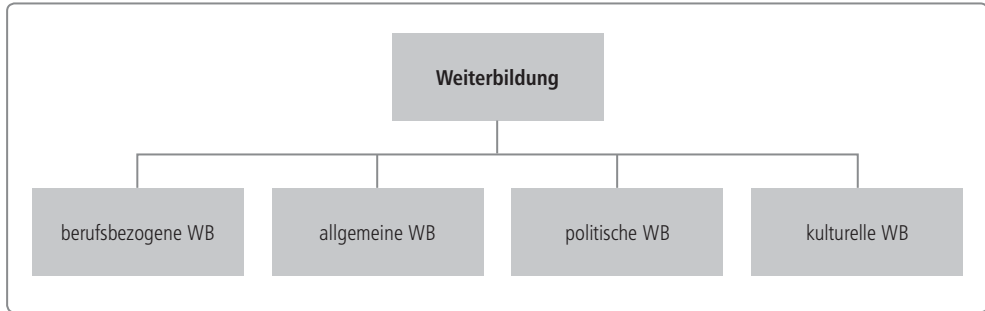 Weiterbildung
berufsbezogene WB
allgemeine WB
politische WB
kulturelle WB